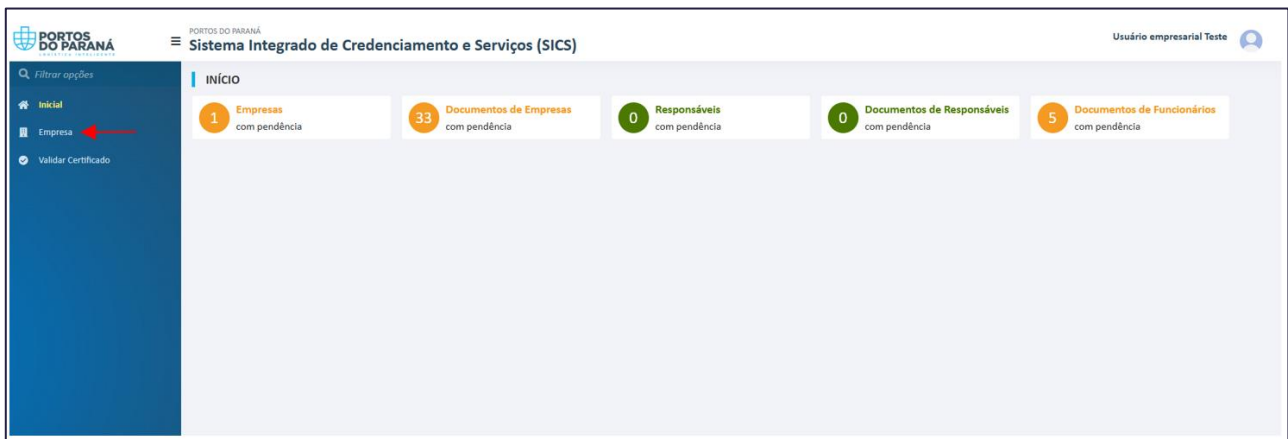 PORTOS
DO PARANÁ
LOGÍSTICA INTELIGENTE
PORTOS DO PARANÁ
Sistema Integrado de Credenciamento e Serviços (SICS)
Usuário empresarial Teste
Filtrar opções
Inicial
Empresa
Validar Certificado
INÍCIO
1
Empresas
com pendência
33
Documentos de Empresas
com pendência
0
Responsáveis
com pendência
0
Documentos de Responsáveis
com pendência
5
Documentos de Funcionários
com pendência